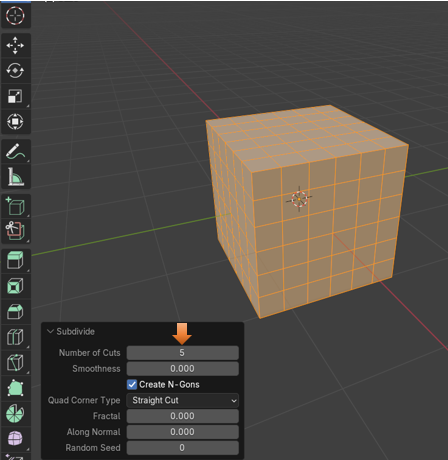 Subdivide
Number of Cuts 5
Smoothness 0.000
Create N-Gons
Quad Corner Type Straight Cut
Fractal 0.000
Along Normal 0.000
Random Seed 0